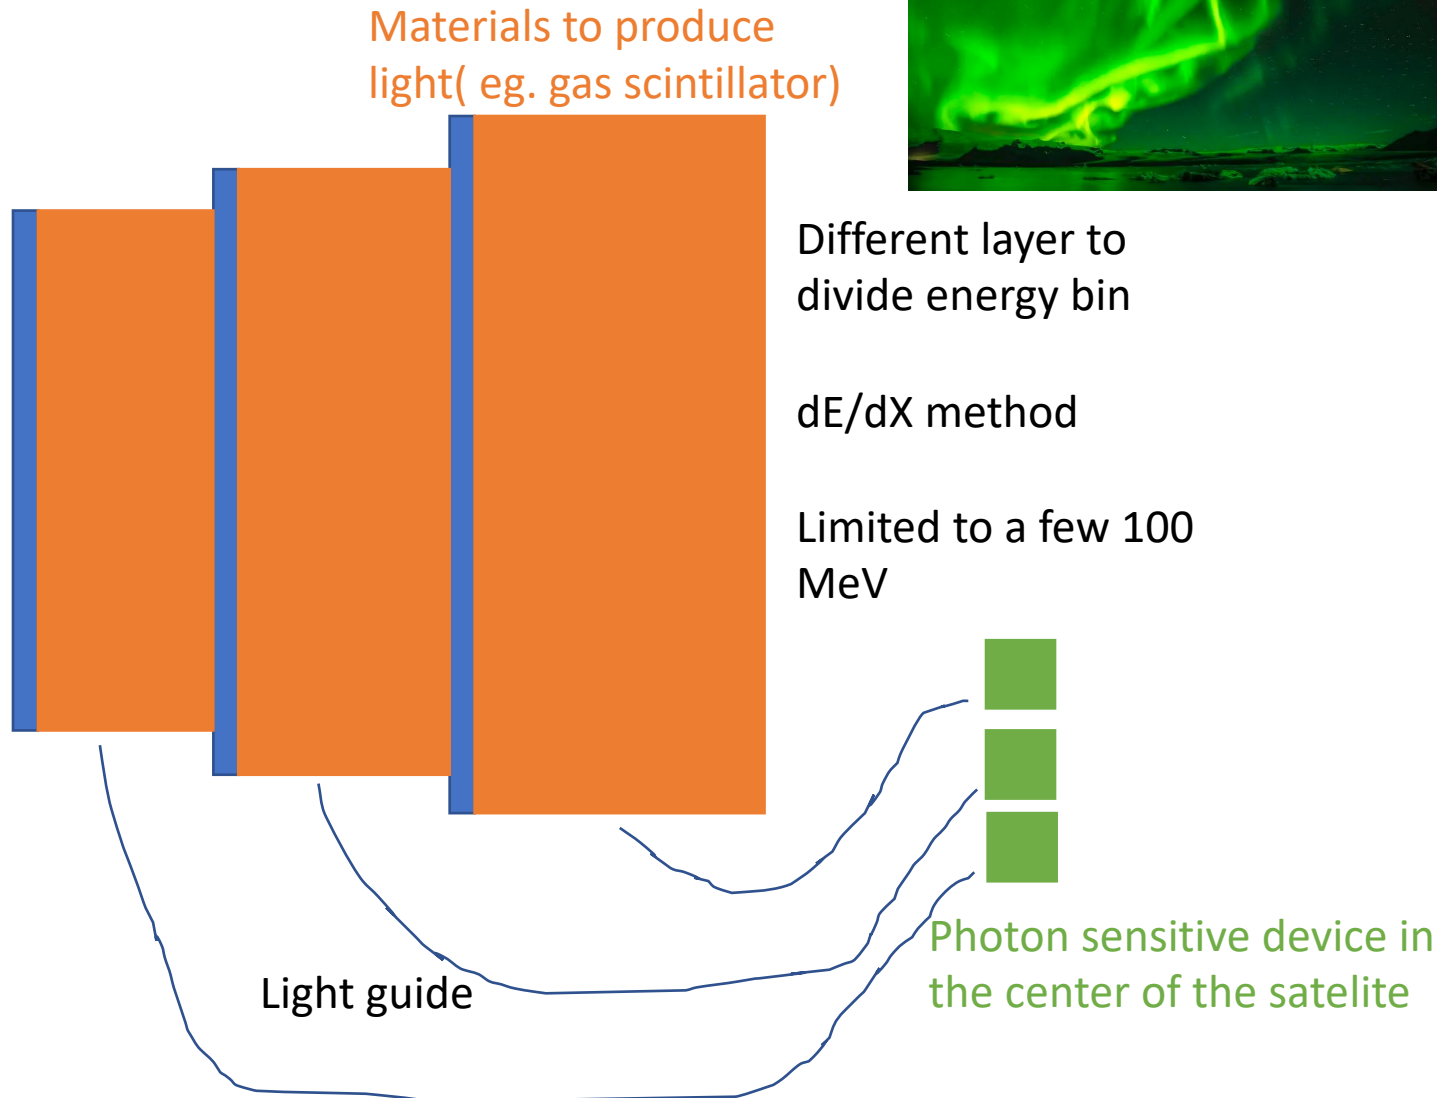 Materials to produce
light( eg. gas scintillator)
Different layer to
divide energy bin
dE/dX method
Limited to a few 100
MeV
Light guide
Photon sensitive device in
the center of the satelite